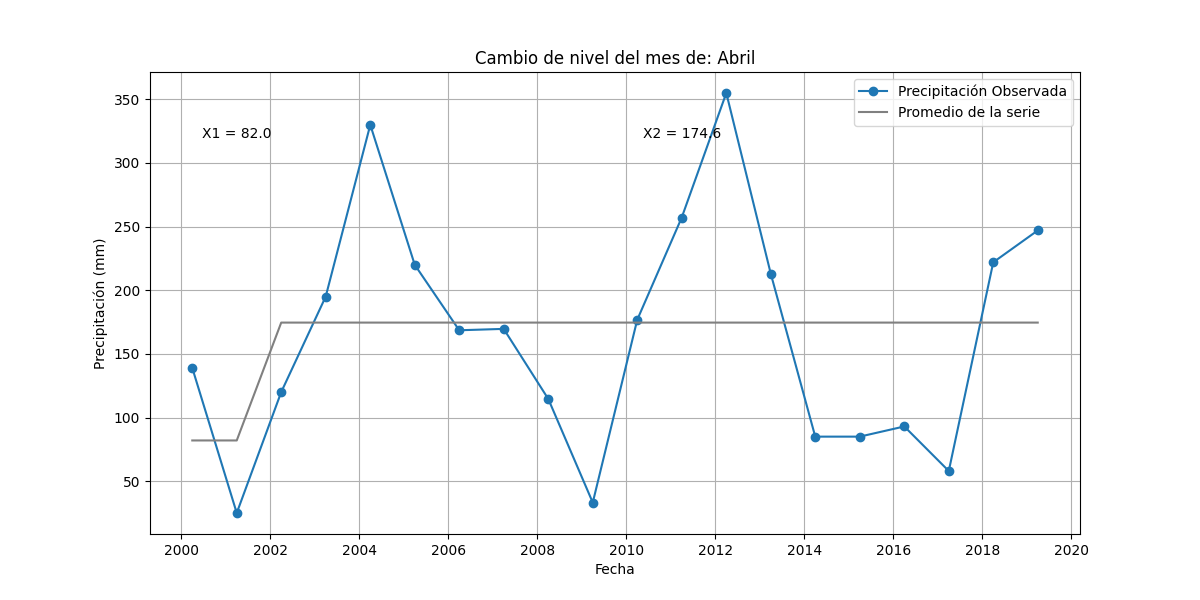 Cambio de nivel del mes de: Abril
Precipitación Observada
Promedio de la serie
X1 = 82.0
X2 = 174.6
Precipitación (mm)
350
300
250
200
150
100
50
2000 2002 2004 2006 2008 2010 2012 2014 2016 2018 2020
Fecha